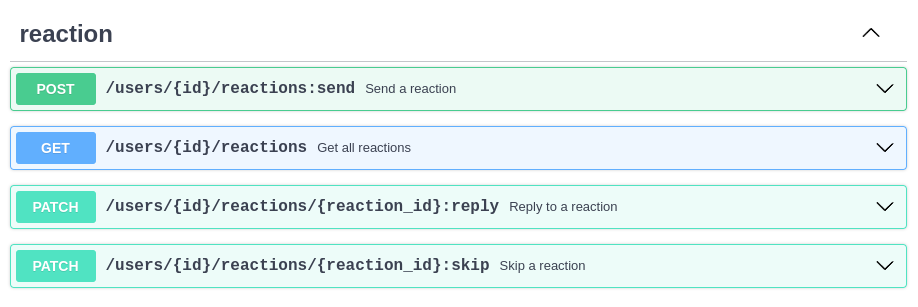 reaction
POST /users/{id}/reactions:send Send a reaction
GET /users/{id}/reactions Get all reactions
PATCH /users/{id}/reactions/{reaction_id}:reply Reply to a reaction
PATCH /users/{id}/reactions/{reaction_id}:skip Skip a reaction